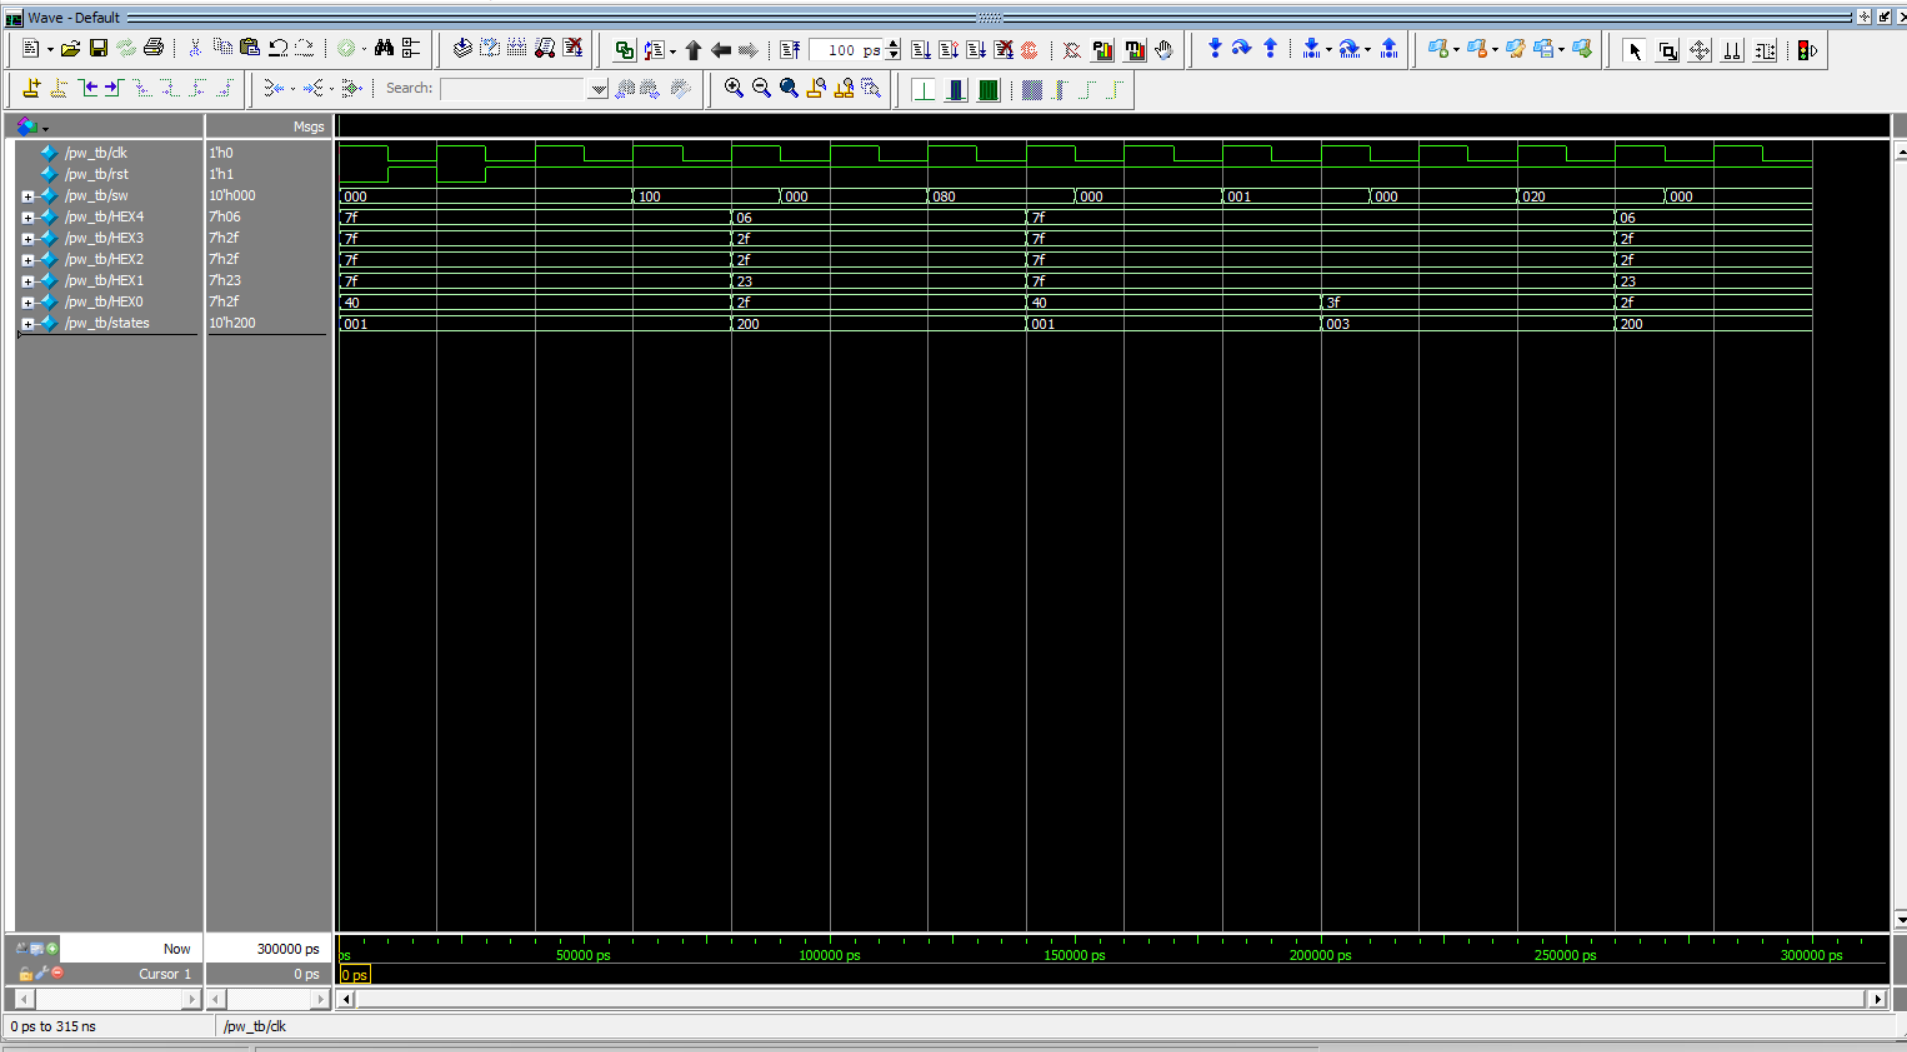 Wave - Default
100 ps
Search:
Msgs
/pw_tb/clk 1'h0
/pw_tb/rst 1'h1
/pw_tb/sw 10'h000 000 100 000 080 000 001 000 020 000
/pw_tb/HEX4 7'h06 7f 06 7f 06
/pw_tb/HEX3 7'h2f 7f 2f 7f 2f
/pw_tb/HEX2 7'h2f 7f 2f 7f 2f
/pw_tb/HEX1 7'h23 7f 23 7f 23
/pw_tb/HEX0 7'h2f 40 2f 40 3f 2f
/pw_tb/states 10'h200 001 200 001 003 200
Now 300000 ps ps 50000 ps 100000 ps 150000 ps 200000 ps 250000 ps 300000 ps
Cursor 1 0 ps 0 ps
0 ps to 315 ns /pw_tb/clk